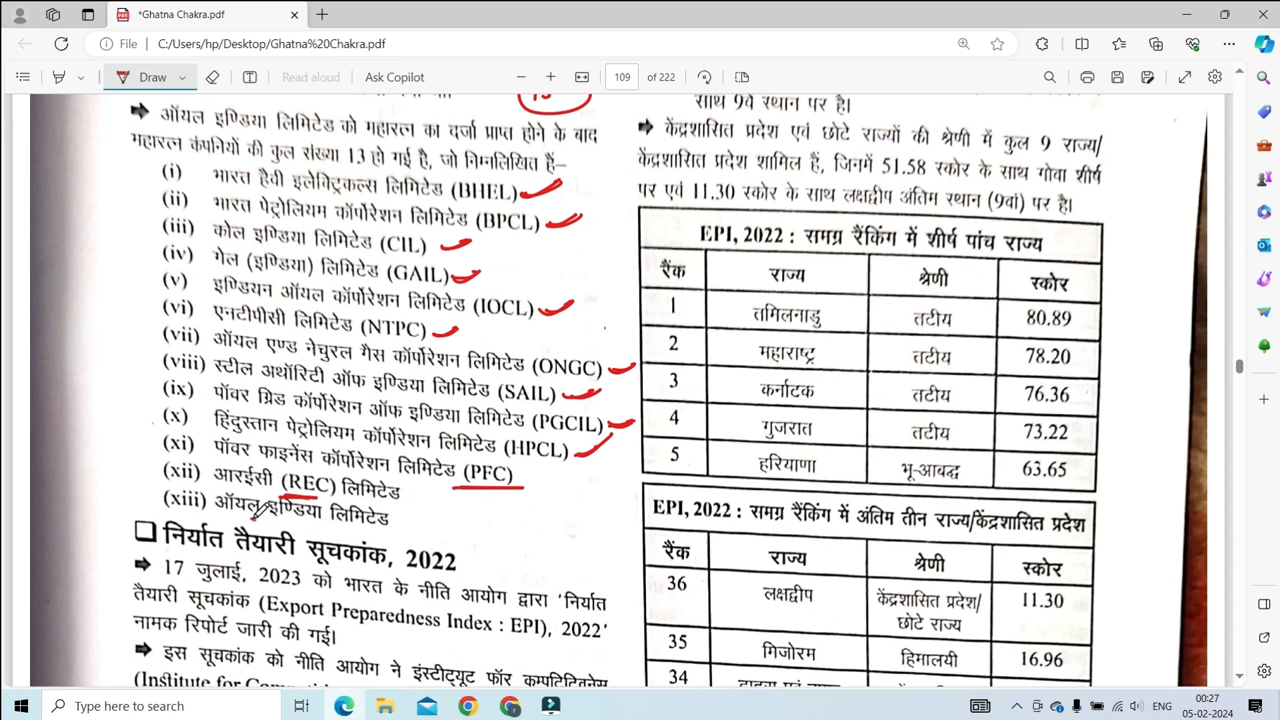 *Ghatna Chakra.pdf
File
C:/Users/hp/Desktop/Ghatna%20Chakra.pdf
Draw
Read aloud
Ask Copilot
109
of 222
ऑयल इण्डिया लिमिटेड को महारत्न का दर्जा प्राप्त होने के बाद
महारत्न कंपनियों की कुल संख्या 13 हो गई है, जो निम्नलिखित हैं–
(i) भारत हैवी इलेक्ट्रिकल्स लिमिटेड (BHEL)
(ii) भारत पेट्रोलियम कॉर्पोरेशन लिमिटेड (BPCL)
(iii) कोल इण्डिया लिमिटेड (CIL)
(iv) गेल (इण्डिया) लिमिटेड (GAIL)
(v) इण्डियन ऑयल कॉर्पोरेशन लिमिटेड (IOCL)
(vi) एनटीपीसी लिमिटेड (NTPC)
(vii) ऑयल एण्ड नेचुरल गैस कॉर्पोरेशन लिमिटेड (ONGC)
(viii) स्टील अथॉरिटी ऑफ इण्डिया लिमिटेड (SAIL)
(ix) पॉवर ग्रिड कॉर्पोरेशन ऑफ इण्डिया लिमिटेड (PGCIL)
(x) हिंदुस्तान पेट्रोलियम कॉर्पोरेशन लिमिटेड (HPCL)
(xi) पॉवर फाइनेंस कॉर्पोरेशन लिमिटेड (PFC)
(xii) आरईसी (REC) लिमिटेड
(xiii) ऑयल इण्डिया लिमिटेड
निर्यात तैयारी सूचकांक, 2022
17 जुलाई, 2023 को भारत के नीति आयोग द्वारा 'निर्यात
तैयारी सूचकांक (Export Preparedness Index : EPI), 2022'
नामक रिपोर्ट जारी की गई।
इस सूचकांक को नीति आयोग ने इंस्टीट्यूट फॉर कम्पटिटिवनेस
साथ 9वें स्थान पर है।
केंद्रशासित प्रदेश एवं छोटे राज्यों की श्रेणी में कुल 9 राज्य/
केंद्रशासित प्रदेश शामिल हैं, जिनमें 51.58 स्कोर के साथ गोवा शीर्ष
पर एवं 11.30 स्कोर के साथ लक्षद्वीप अंतिम स्थान (9वां) पर है।
EPI, 2022 : समग्र रैंकिंग में शीर्ष पांच राज्य
रैंक राज्य श्रेणी स्कोर
1 तमिलनाडु तटीय 80.89
2 महाराष्ट्र तटीय 78.20
3 कर्नाटक तटीय 76.36
4 गुजरात तटीय 73.22
5 हरियाणा भू-आबद्ध 63.65
EPI, 2022 : समग्र रैंकिंग में अंतिम तीन राज्य/केंद्रशासित प्रदेश
रैंक राज्य श्रेणी स्कोर
36 लक्षद्वीप केंद्रशासित प्रदेश/ 11.30
छोटे राज्य
35 मिजोरम हिमालयी 16.96
34
Type here to search
ENG
00:27
05-02-2024